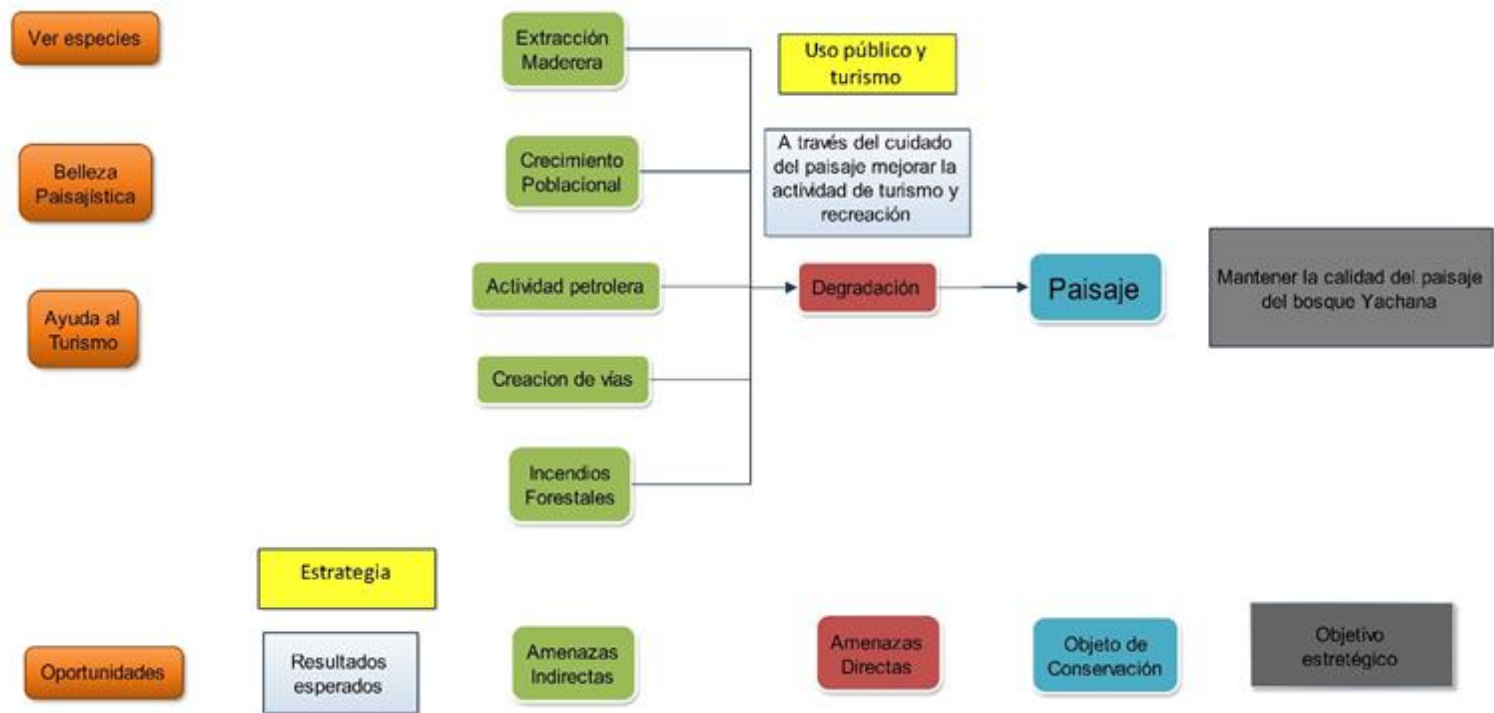 Ver especies
Belleza
Paisajística
Ayuda al
Turismo
Extracción
Maderera
Crecimiento
Poblacional
Actividad petrolera
Creacion de vías
Incendios
Forestales
Uso público y
turismo
A través del cuidado
del paisaje mejorar la
actividad de turismo y
recreación
Degradación
Paisaje
Mantener la calidad del paisaje
del bosque Yachana
Estrategia
Oportunidades
Resultados
esperados
Amenazas
Indirectas
Amenazas
Directas
Objeto de
Conservación
Objetivo
estretégico